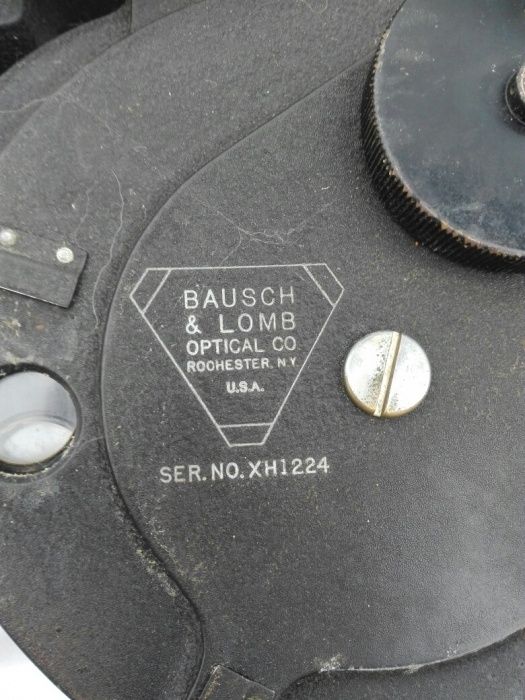 BAUSCH
& LOMB
OPTICAL CO
ROCHESTER. N.Y
U.S.A.
SER. NO. XH1224